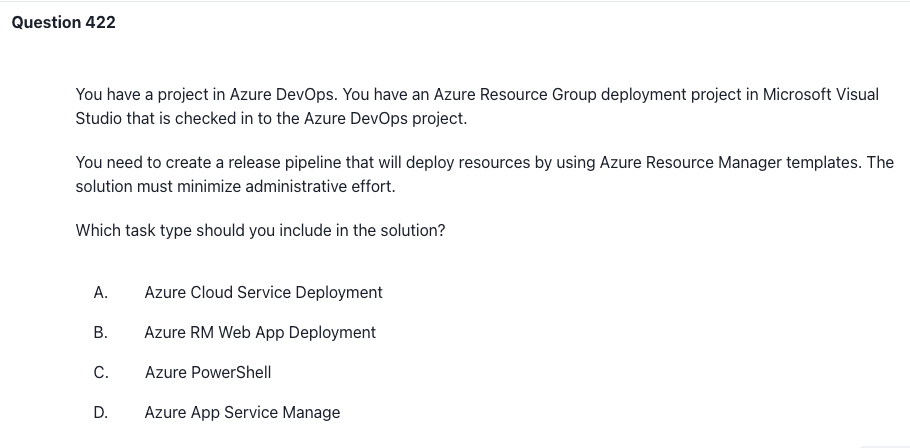 Question 422
You have a project in Azure DevOps. You have an Azure Resource Group deployment project in Microsoft Visual
Studio that is checked in to the Azure DevOps project.
You need to create a release pipeline that will deploy resources by using Azure Resource Manager templates. The
solution must minimize administrative effort.
Which task type should you include in the solution?
A. Azure Cloud Service Deployment
B. Azure RM Web App Deployment
C. Azure PowerShell
D. Azure App Service Manage